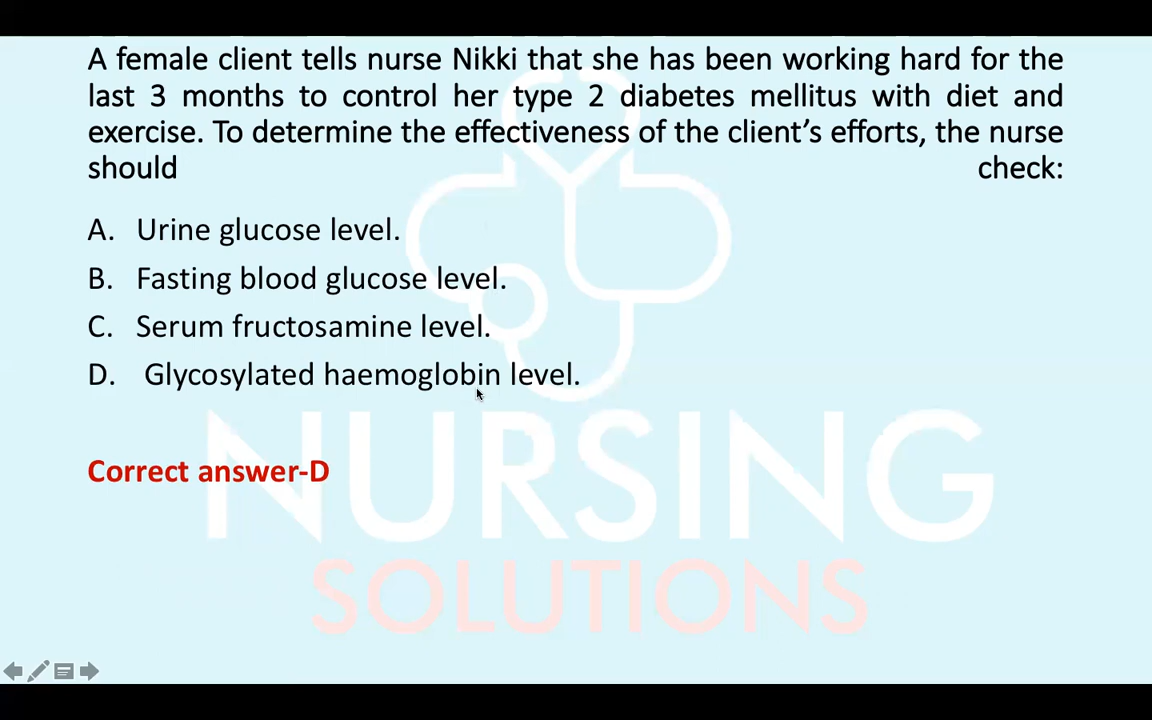 A female client tells nurse Nikki that she has been working hard for the
last 3 months to control her type 2 diabetes mellitus with diet and
exercise. To determine the effectiveness of the client’s efforts, the nurse
should check:
A. Urine glucose level.
B. Fasting blood glucose level.
C. Serum fructosamine level.
D. Glycosylated haemoglobin level.
Correct answer-D
NURSING
SOLUTIONS